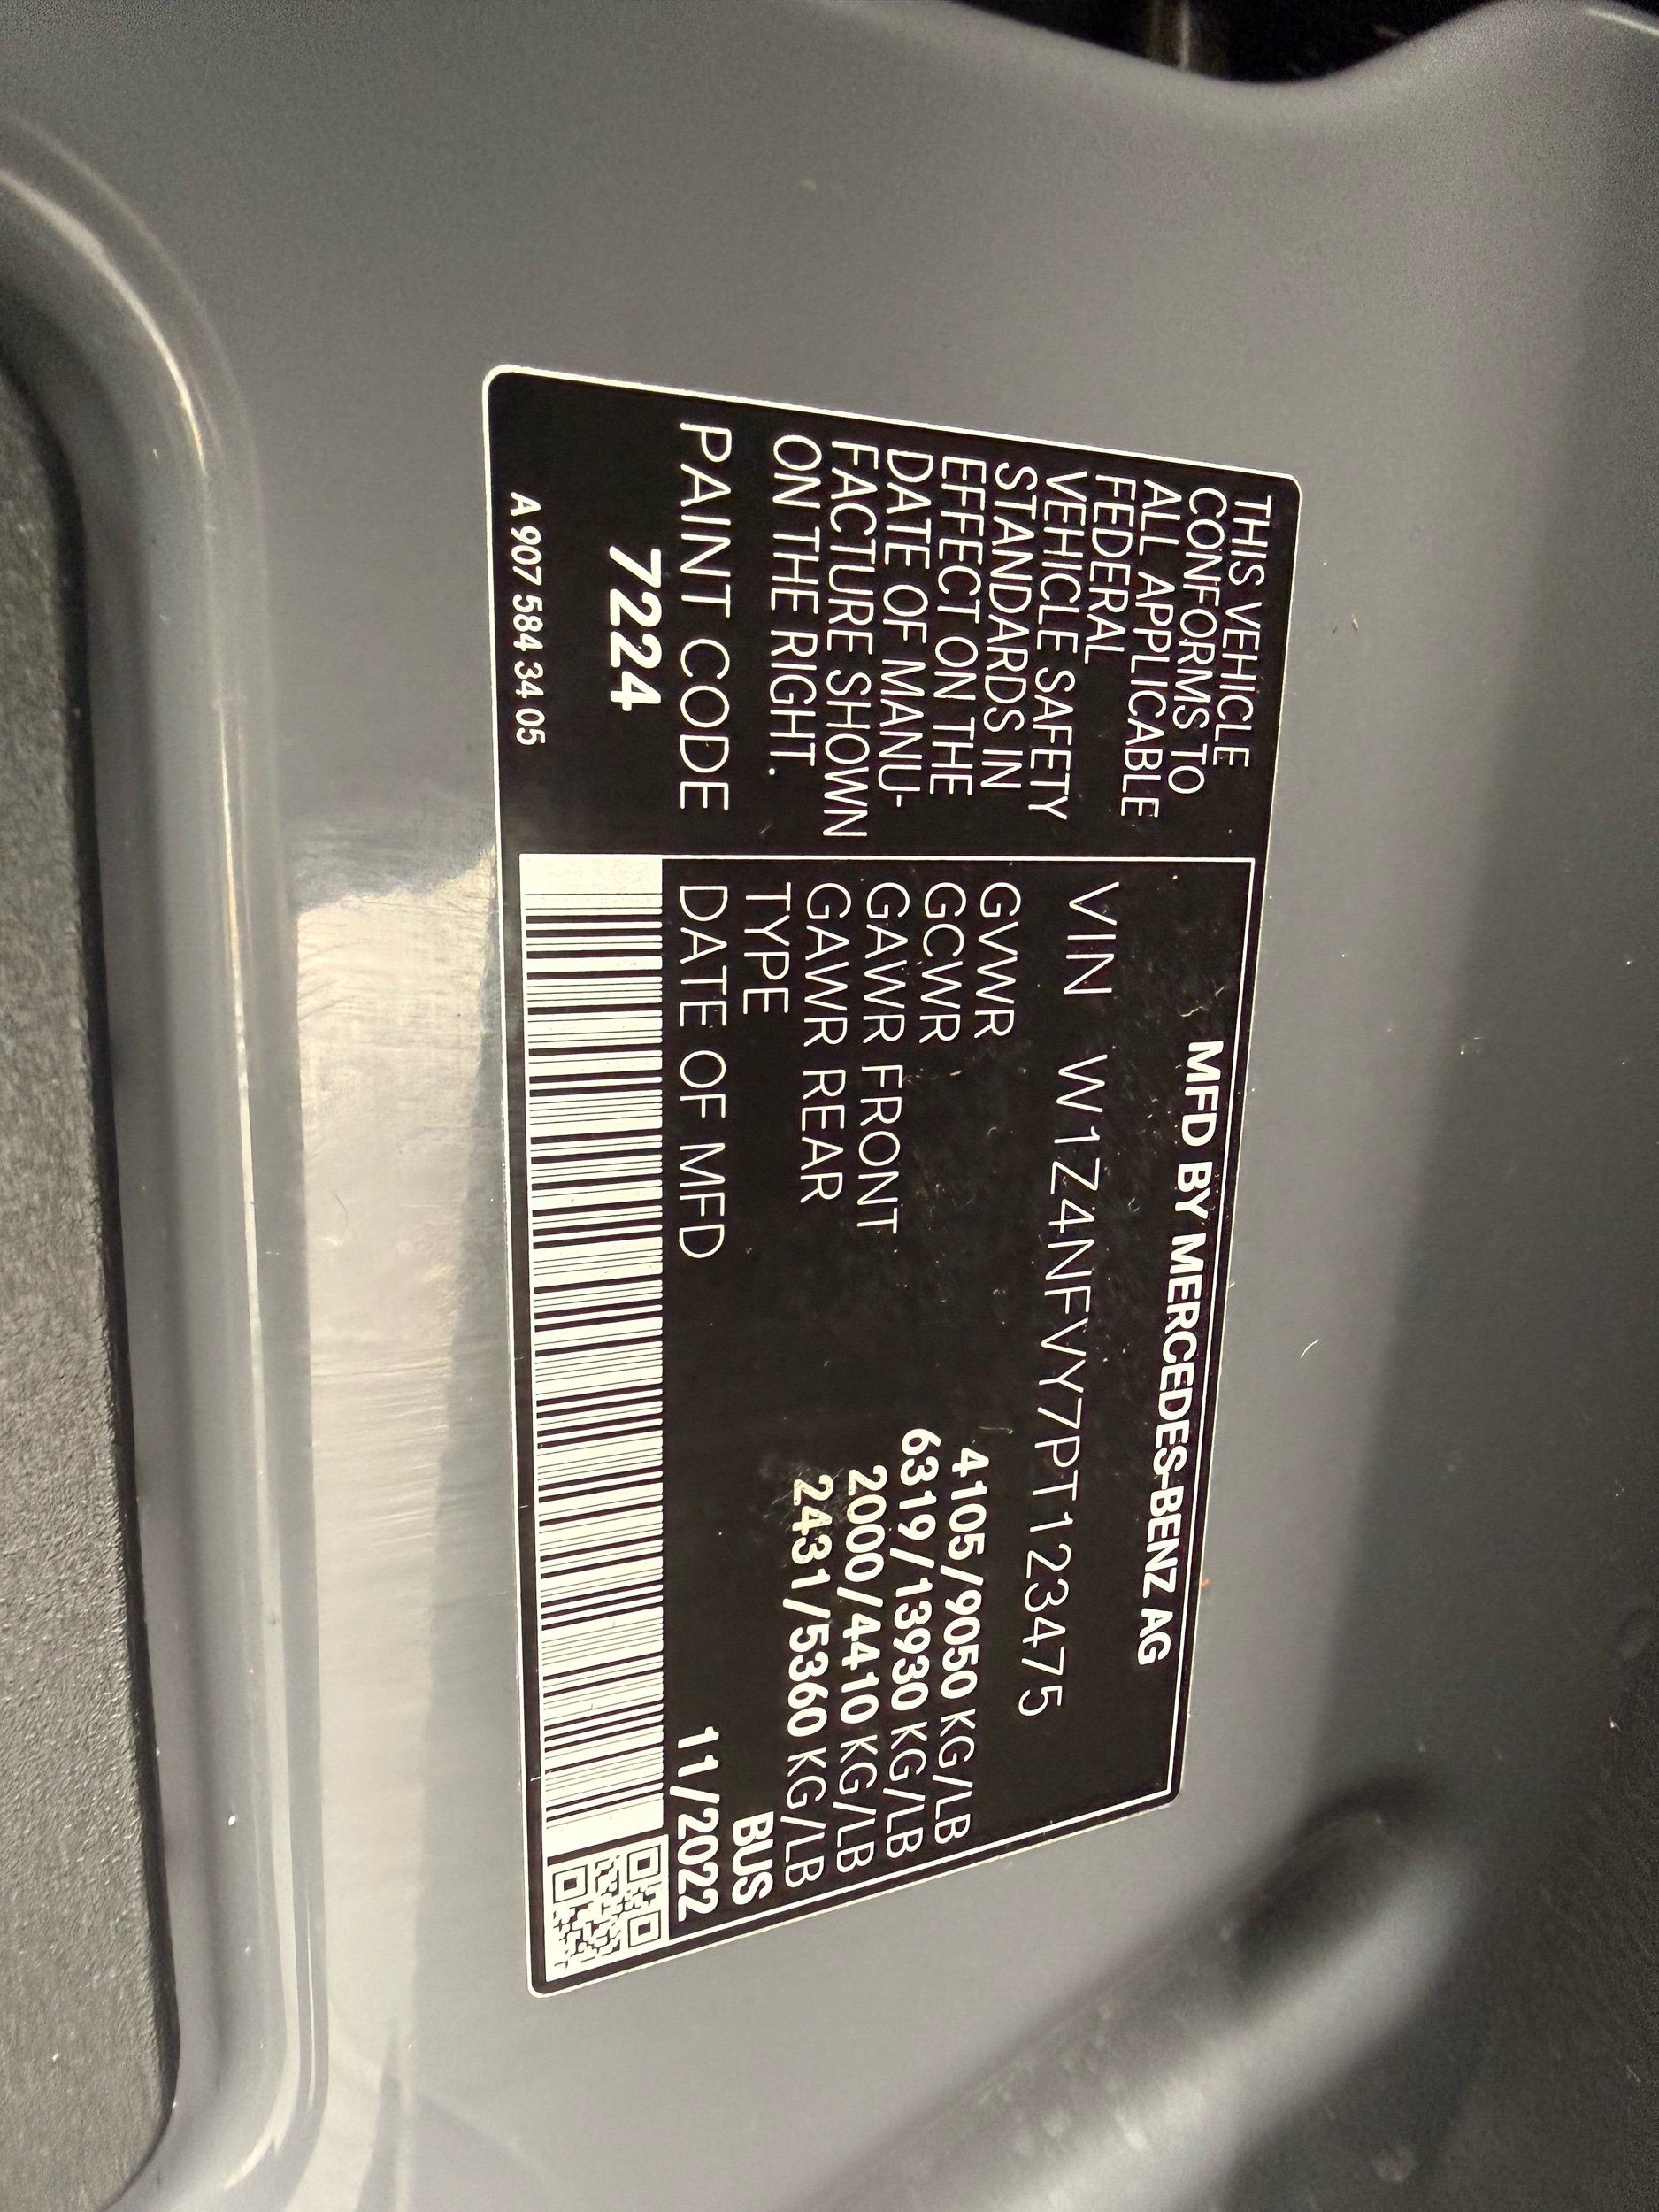 THIS VEHICLE
CONFORMS TO
ALL APPLICABLE
FEDERAL
VEHICLE SAFETY
STANDARDS IN
EFFECT ON THE
DATE OF MANU-
FACTURE SHOWN
ON THE RIGHT.
PAINT CODE
7224
A 907 584 34 05
MFD BY MERCEDES-BENZ AG
VIN W1Z4NFVY7PT123475
GVWR 4105/9050 KG/LB
GCWR 6319/13930 KG/LB
GAWR FRONT 2000/4410 KG/LB
GAWR REAR 2431/5360 KG/LB
TYPE BUS
DATE OF MFD 11/2022